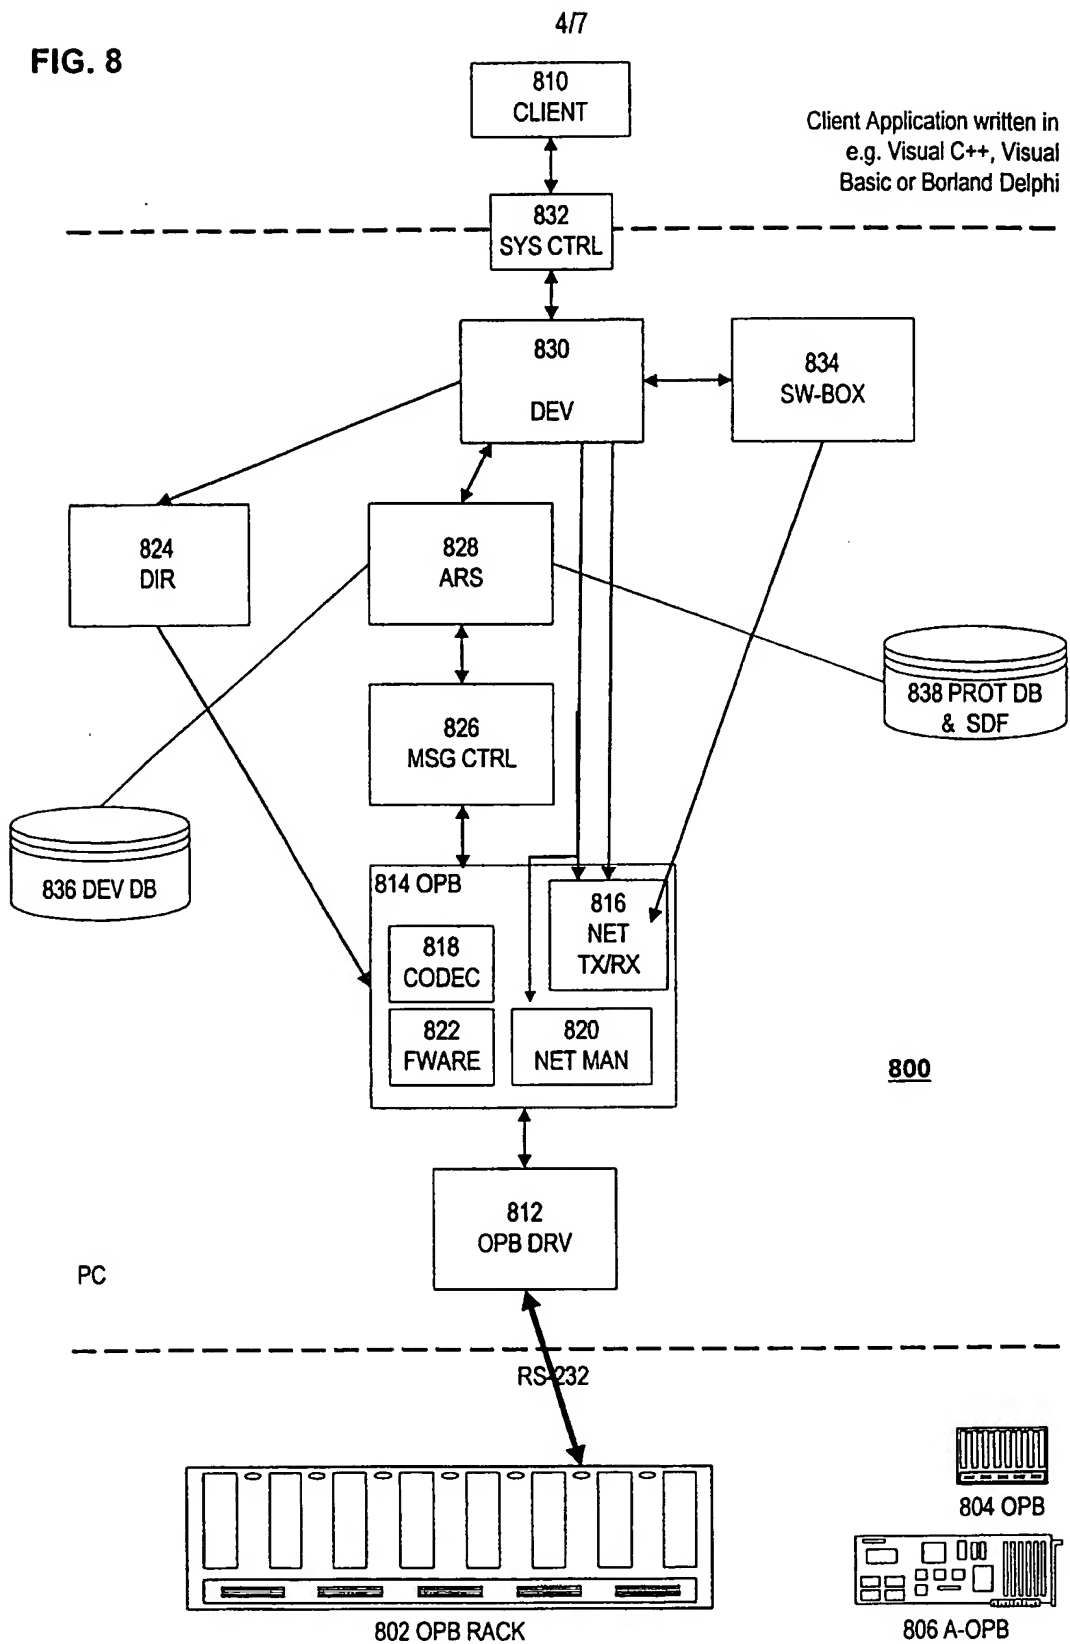 4/7
FIG. 8
810
CLIENT
Client Application written in
e.g. Visual C++, Visual
Basic or Borland Delphi
832
SYS CTRL
830
DEV
834
SW-BOX
824
DIR
828
ARS
838 PROT DB
& SDF
826
MSG CTRL
836 DEV DB
814 OPB
816
NET
TX/RX
818
CODEC
822
FWARE
820
NET MAN
800
812
OPB DRV
PC
RS-232
804 OPB
802 OPB RACK
806 A-OPB